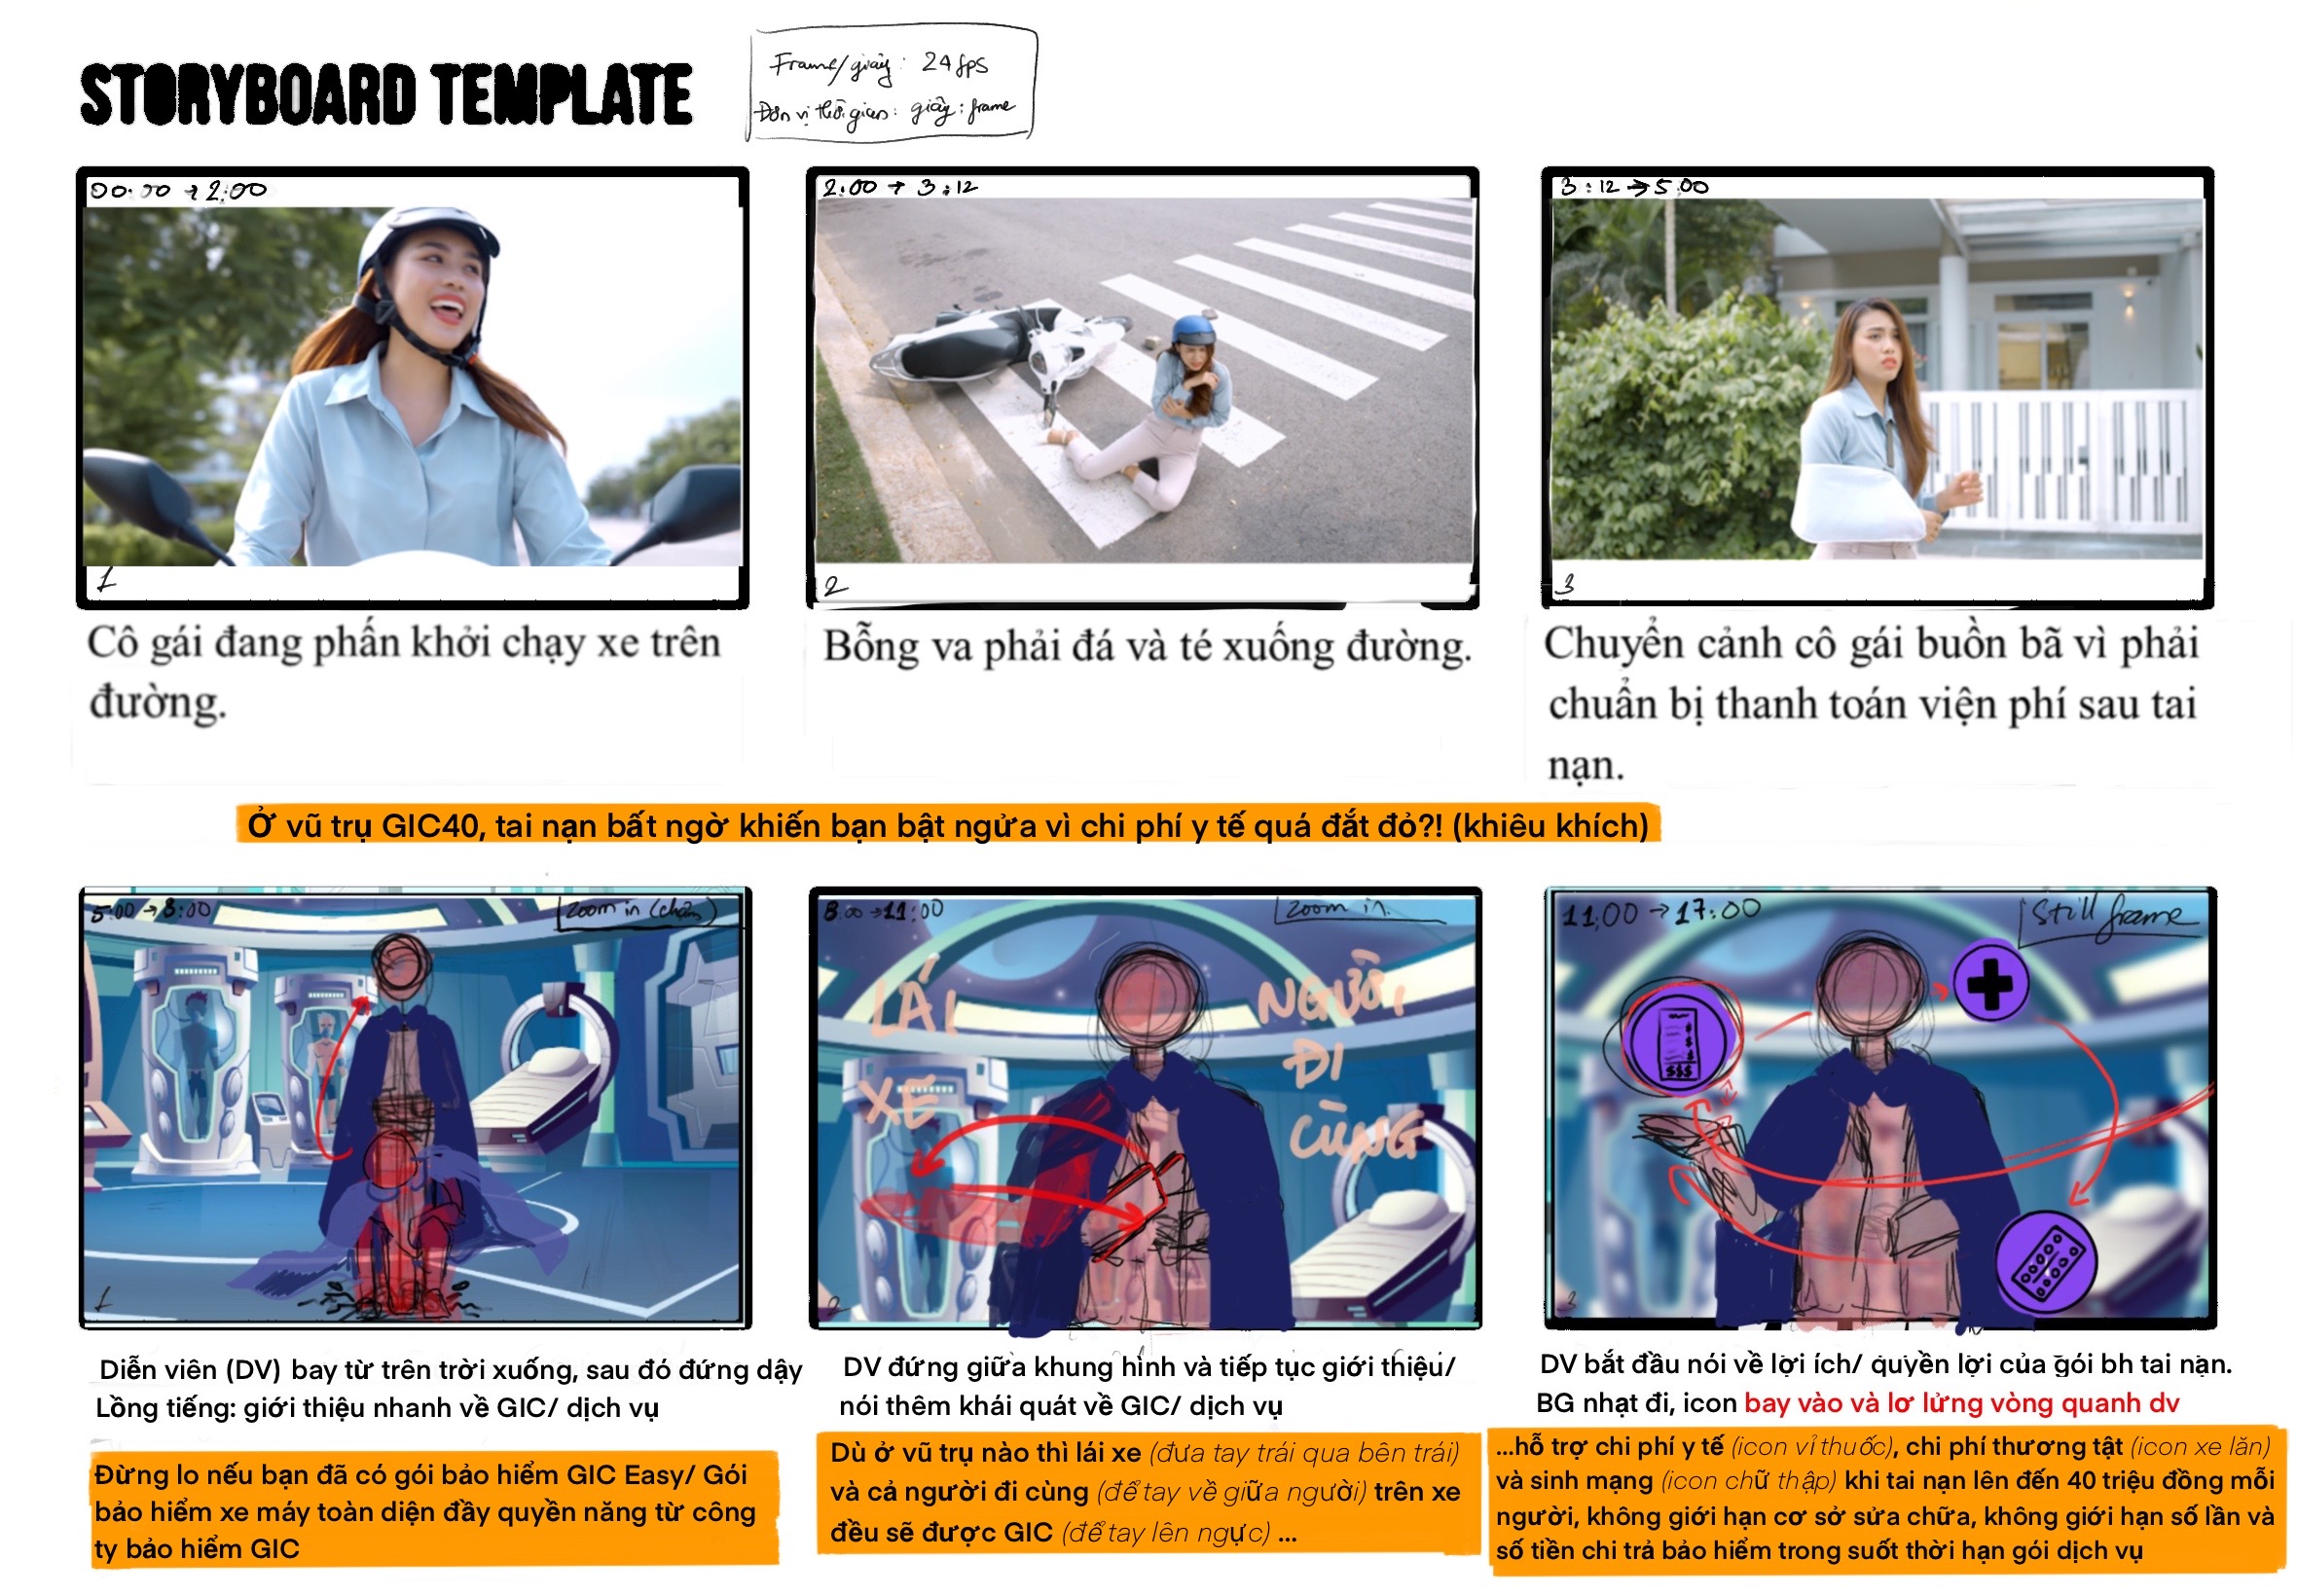 STORYBOARD TEMPLATE
Frame/giây: 24 fps
Đơn vị thời gian: giây:frame
00:00 → 2:00
2:00 → 3:12
3:12 → 5:00
1
2
3
Cô gái đang phấn khởi chạy xe trên
đường.
Bỗng va phải đá và té xuống đường.
Chuyển cảnh cô gái buồn bã vì phải
chuẩn bị thanh toán viện phí sau tai
nạn.
Ở vũ trụ GIC40, tai nạn bất ngờ khiến bạn bật ngửa vì chi phí y tế quá đắt đỏ?! (khiêu khích)
5:00 → 8:00
Zoom in (chậm)
1
8:00 → 11:00
Zoom in.
LÁI
XE
NGƯỜI
ĐI
CÙNG
2
11:00 → 17:00
Still frame
$$$
3
Diễn viên (DV) bay từ trên trời xuống, sau đó đứng dậy
Lồng tiếng: giới thiệu nhanh về GIC/ dịch vụ
Đừng lo nếu bạn đã có gói bảo hiểm GIC Easy/ Gói
bảo hiểm xe máy toàn diện đầy quyền năng từ công
ty bảo hiểm GIC
DV đứng giữa khung hình và tiếp tục giới thiệu/
nói thêm khái quát về GIC/ dịch vụ
Dù ở vũ trụ nào thì lái xe (đưa tay trái qua bên trái)
và cả người đi cùng (để tay về giữa người) trên xe
đều sẽ được GIC (để tay lên ngực) ...
DV bắt đầu nói về lợi ích/ quyền lợi của gói bh tai nạn.
BG nhạt đi, icon bay vào và lơ lửng vòng quanh dv
...hỗ trợ chi phí y tế (icon vỉ thuốc), chi phí thương tật (icon xe lăn)
và sinh mạng (icon chữ thập) khi tai nạn lên đến 40 triệu đồng mỗi
người, không giới hạn cơ sở sửa chữa, không giới hạn số lần và
số tiền chi trả bảo hiểm trong suốt thời hạn gói dịch vụ